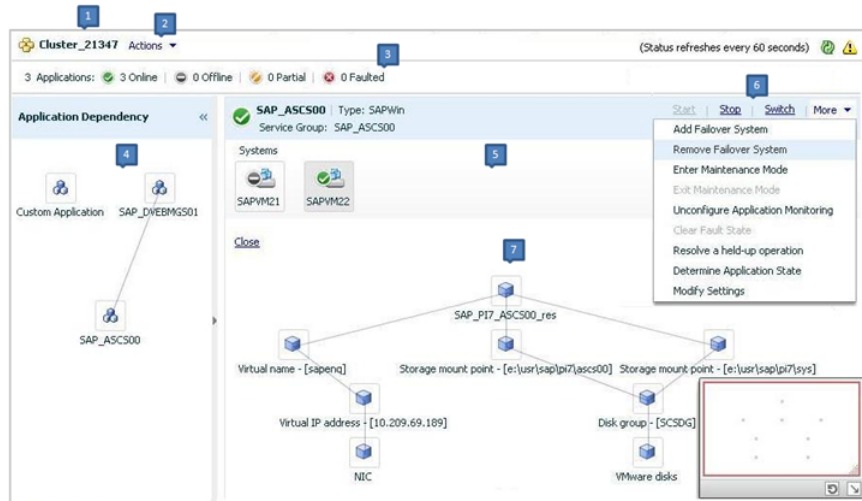 1
2
Cluster_21347 Actions
(Status refreshes every 60 seconds)
3
3 Applications: 3 Online | 0 Offline | 0 Partial | 0 Faulted
6
Application Dependency «
SAP_ASCS00 | Type: SAPWin
Service Group: SAP_ASCS00
Start | Stop | Switch | More
4
Custom Application
SAP_DVEBMGS01
SAP_ASCS00
Systems
5
SAPVM21
SAPVM22
Add Failover System
Remove Failover System
Enter Maintenance Mode
Exit Maintenance Mode
Unconfigure Application Monitoring
Clear Fault State
Resolve a held-up operation
Determine Application State
Modify Settings
Close
7
SAP_PI7_ASCS00_res
Virtual name - [sapenq]
Storage mount point - [e:\usr\sap\pi7\ascs00]
Storage mount point - [e:\usr\sap\pi7\sys]
Virtual IP address - [10.209.69.189]
Disk group - [SCSDG]
NIC
VMware disks